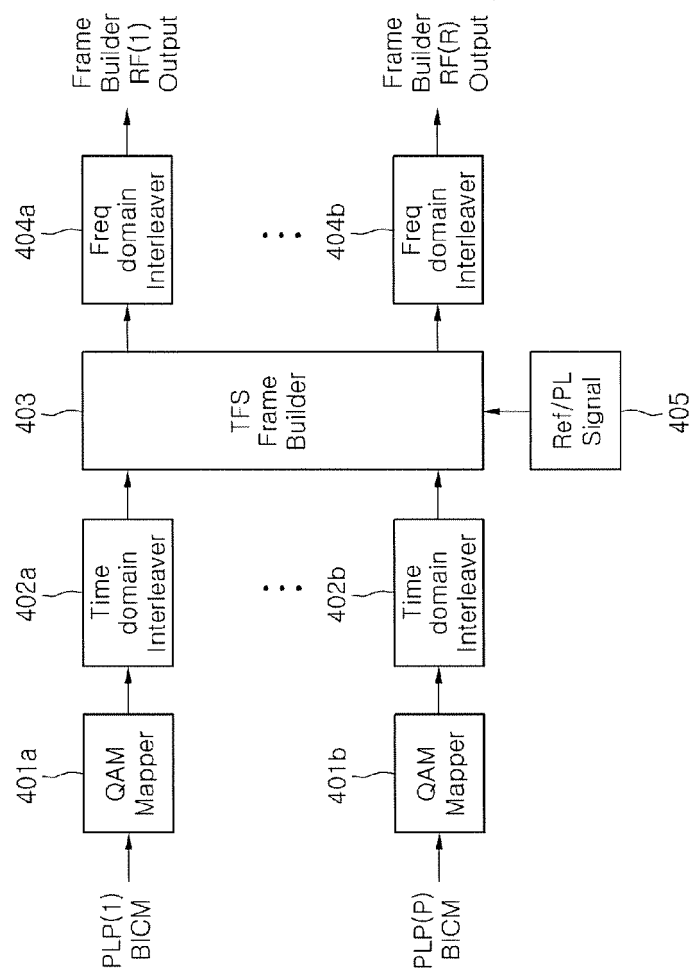 PLP(1)
BICM
401a
QAM
Mapper
402a
Time
domain
Interleaver
403
TFS
Frame
Builder
404a
Freq
domain
Interleaver
Frame
Builder
RF(1)
Output
PLP(P)
BICM
401b
QAM
Mapper
402b
Time
domain
Interleaver
404b
Freq
domain
Interleaver
Frame
Builder
RF(R)
Output
Ref/PL
Signal
405